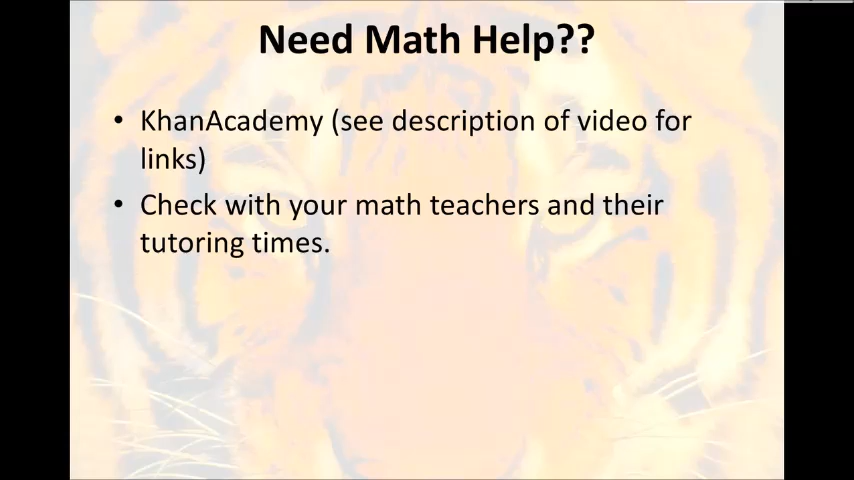 Need Math Help??
• KhanAcademy (see description of video for
links)
• Check with your math teachers and their
tutoring times.